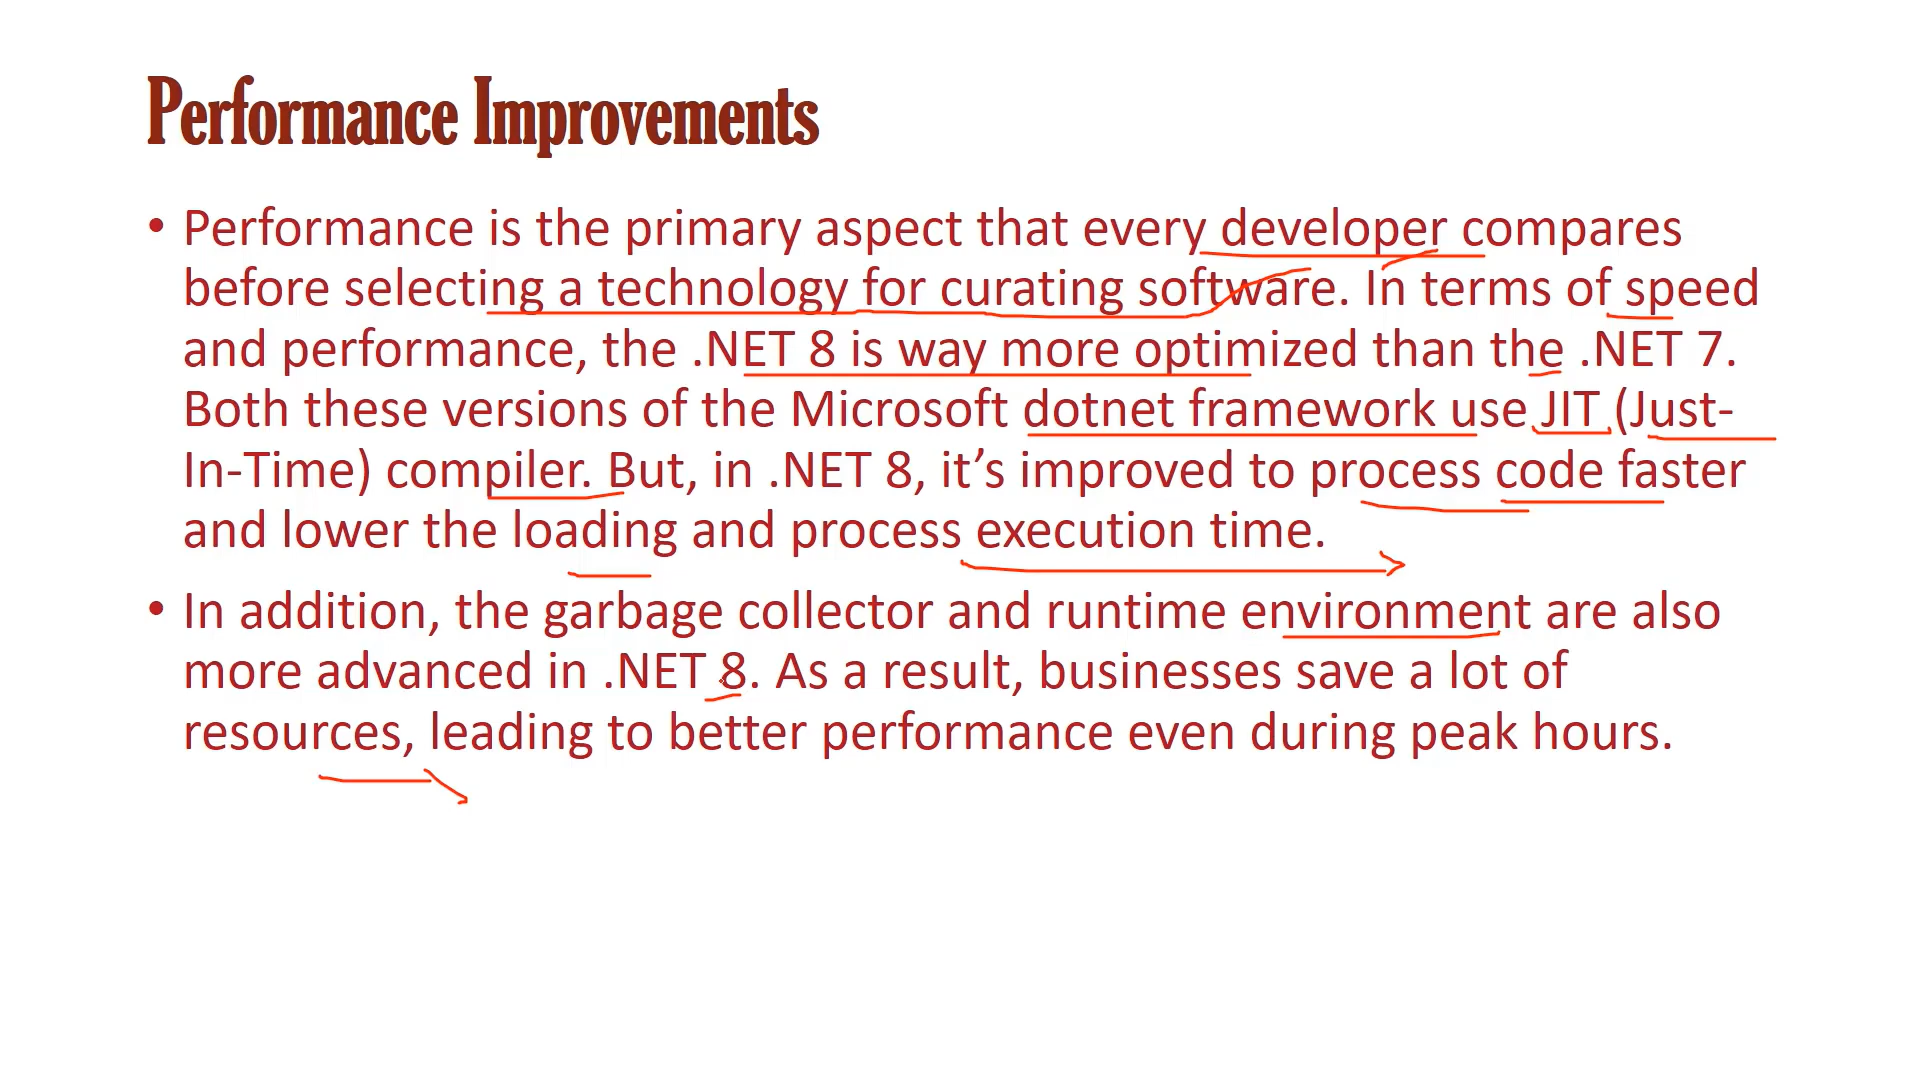 Performance Improvements
• Performance is the primary aspect that every developer compares
before selecting a technology for curating software. In terms of speed
and performance, the .NET 8 is way more optimized than the .NET 7.
Both these versions of the Microsoft dotnet framework use JIT (Just-
In-Time) compiler. But, in .NET 8, it’s improved to process code faster
and lower the loading and process execution time.
• In addition, the garbage collector and runtime environment are also
more advanced in .NET 8. As a result, businesses save a lot of
resources, leading to better performance even during peak hours.